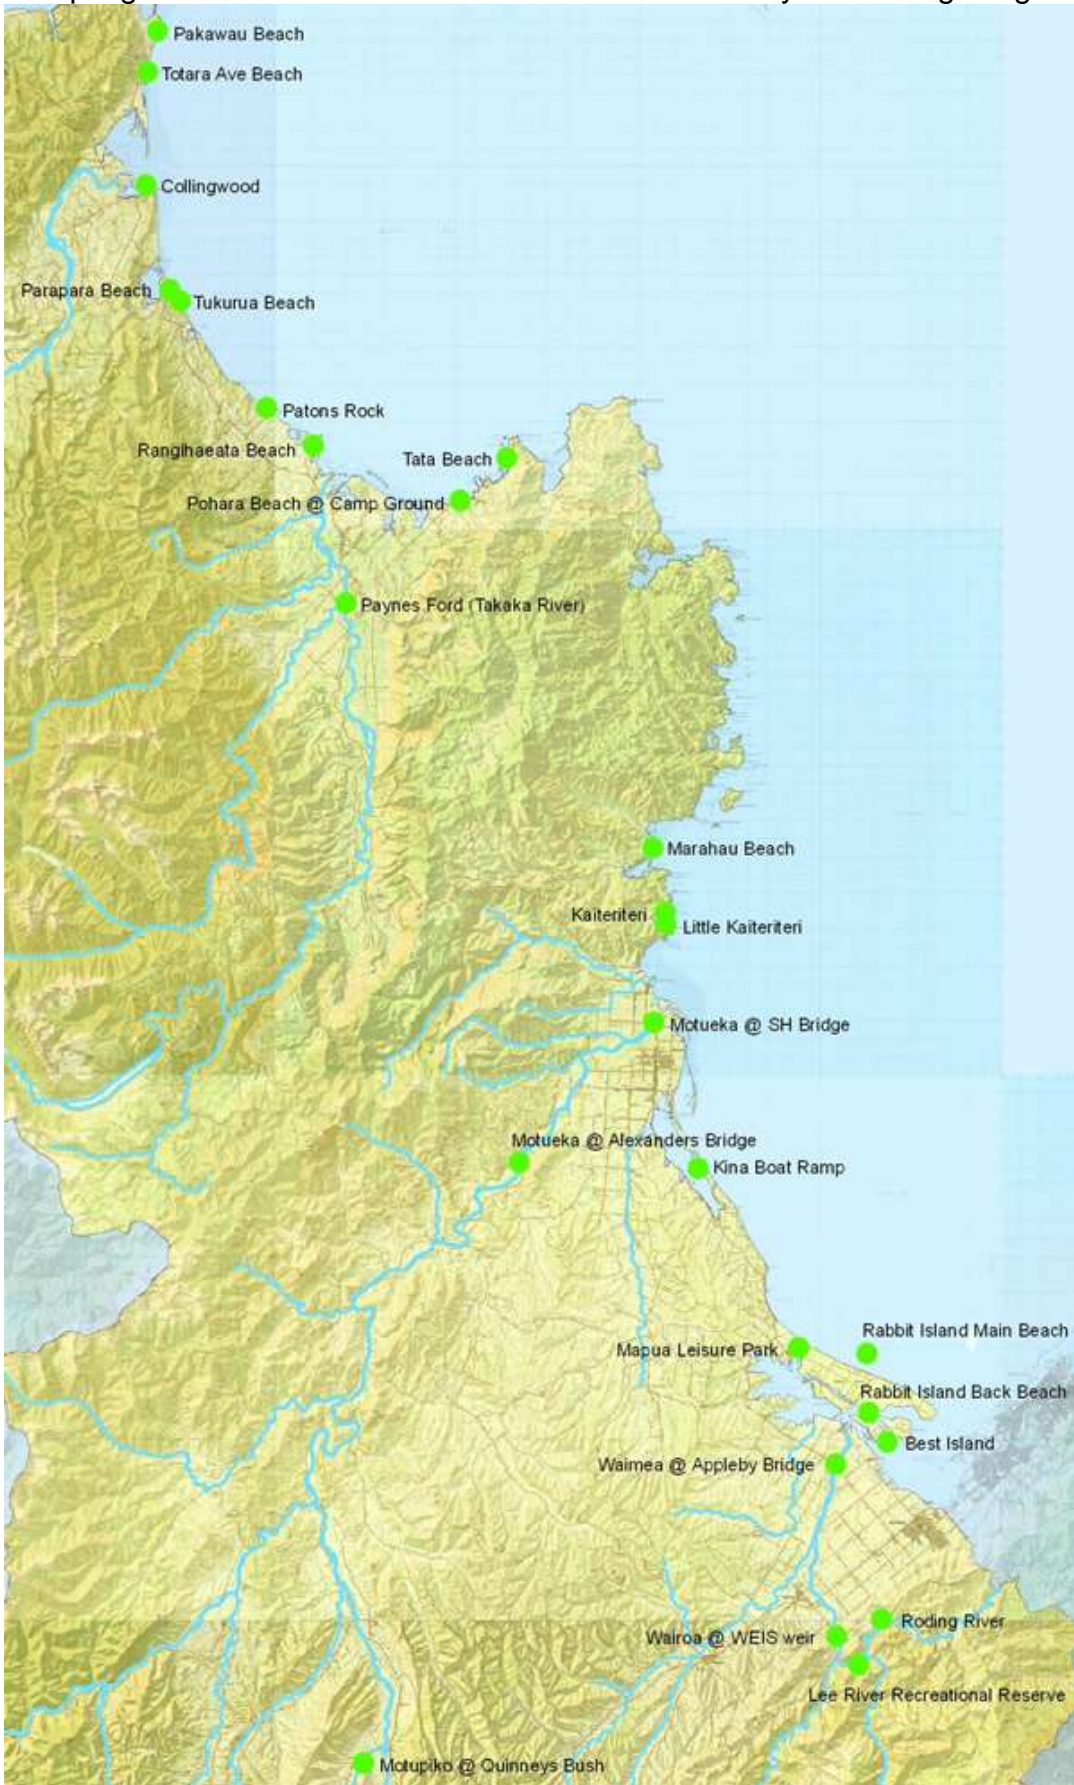 Pakawau Beach
Totara Ave Beach
Collingwood
Parapara Beach
Tukurua Beach
Patons Rock
Rangihaeata Beach
Tata Beach
Pohara Beach @ Camp Ground
Paynes Ford (Takaka River)
Marahau Beach
Kaiteriteri
Little Kaiteriteri
Motueka @ SH Bridge
Motueka @ Alexanders Bridge
Kina Boat Ramp
Rabbit Island Main Beach
Mapua Leisure Park
Rabbit Island Back Beach
Best Island
Waimea @ Appleby Bridge
Roding River
Wairoa @ WEIS weir
Lee River Recreational Reserve
Motupiko @ Quinneys Bush